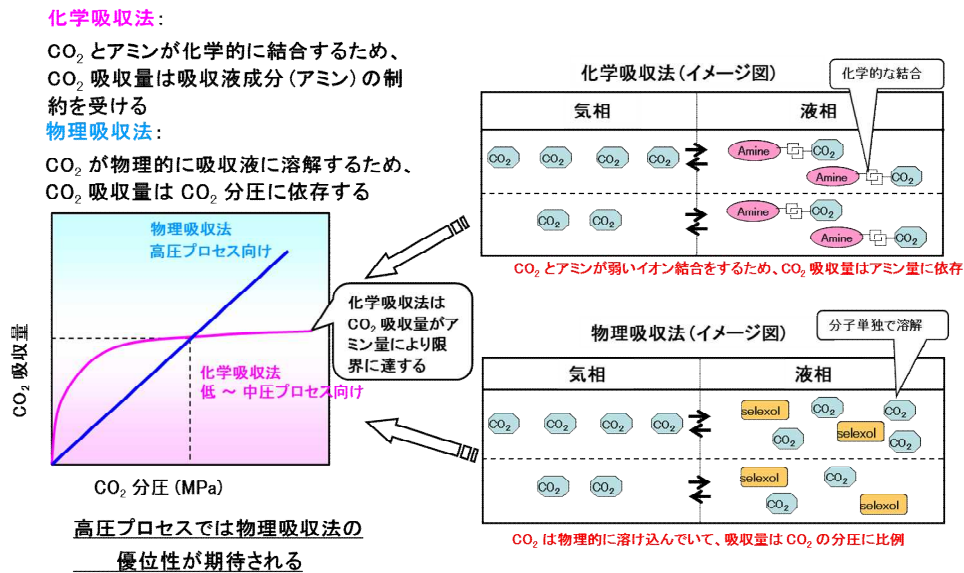 化学吸収法：
CO₂とアミンが化学的に結合するため、
CO₂吸収量は吸収液成分(アミン)の制
約を受ける
物理吸収法：
CO₂が物理的に吸収液に溶解するため、
CO₂吸収量はCO₂分圧に依存する
物理吸収法
高圧プロセス向け
化学吸収法は
CO₂吸収量がア
ミン量により限
界に達する
化学吸収法
低 ～ 中圧プロセス向け
CO₂吸収量
CO₂分圧(MPa)
高圧プロセスでは物理吸収法の
優位性が期待される
化学吸収法(イメージ図)
化学的な結合
気相
液相
CO₂ CO₂ CO₂ CO₂
Amine CO₂
Amine CO₂
CO₂ CO₂
Amine CO₂
Amine CO₂
CO₂とアミンが弱いイオン結合をするため、CO₂吸収量はアミン量に依存
物理吸収法(イメージ図)
分子単独で溶解
気相
液相
CO₂ CO₂ CO₂ CO₂
selexol CO₂ CO₂
CO₂ selexol CO₂
CO₂ CO₂
selexol CO₂
CO₂ selexol
CO₂は物理的に溶け込んでいて、吸収量はCO₂の分圧に比例